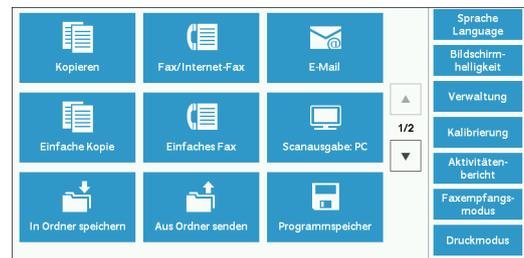 Kopieren
Fax/Internet-Fax
E-Mail
Einfache Kopie
Einfaches Fax
Scanausgabe: PC
In Ordner speichern
Aus Ordner senden
Programmspeicher
1/2
Sprache
Language
Bildschirm-
helligkeit
Verwaltung
Kalibrierung
Aktivitäten-
bericht
Faxempfangs-
modus
Druckmodus